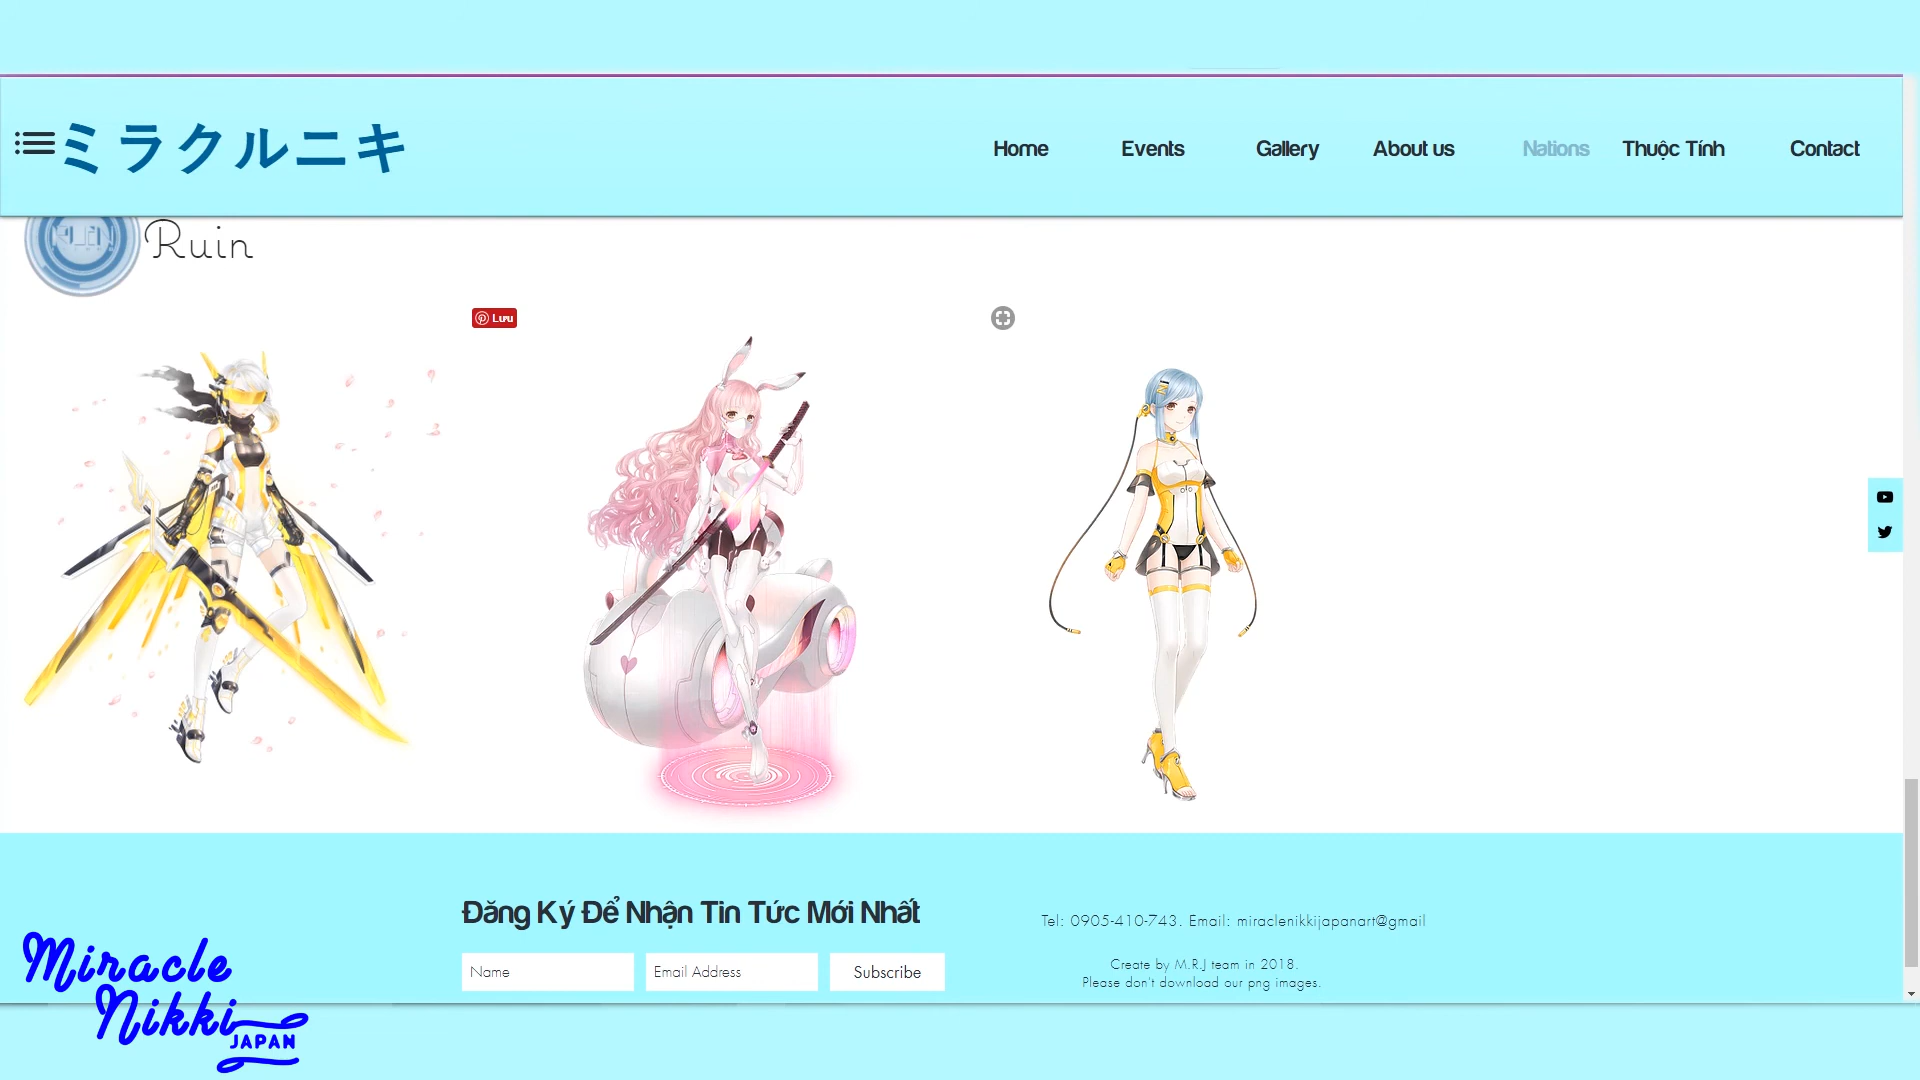 ミラクルニキ
Home Events Gallery About us Nations Thuộc Tính Contact
RUIN
Ruin
Lưu
Đăng Ký Để Nhận Tin Tức Mới Nhất
Name Email Address Subscribe
Tel: 0905-410-743. Email: miraclenikkijapanart@gmail
Create by M.R.J team in 2018.
Please don't download our png images.
Miracle
Nikki
JAPAN